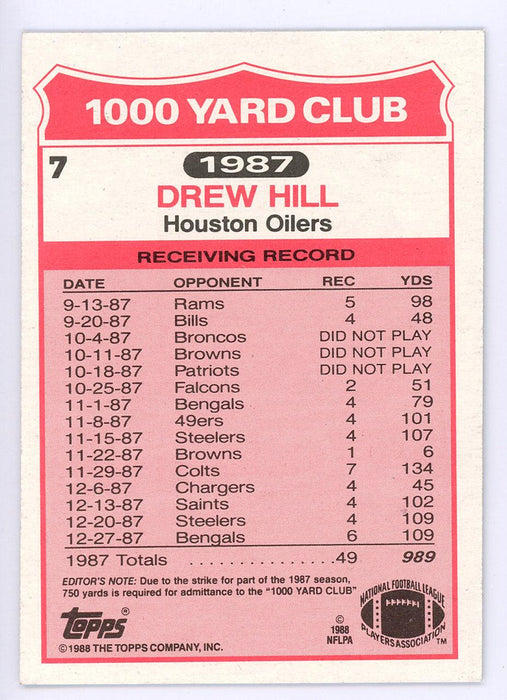 1000 YARD CLUB
7
1987
DREW HILL
Houston Oilers
RECEIVING RECORD
DATE OPPONENT REC YDS
9-13-87 Rams 5 98
9-20-87 Bills 4 48
10-4-87 Broncos DID NOT PLAY
10-11-87 Browns DID NOT PLAY
10-18-87 Patriots DID NOT PLAY
10-25-87 Falcons 2 51
11-1-87 Bengals 4 79
11-8-87 49ers 4 101
11-15-87 Steelers 4 107
11-22-87 Browns 1 6
11-29-87 Colts 7 134
12-6-87 Chargers 4 45
12-13-87 Saints 4 102
12-20-87 Steelers 4 109
12-27-87 Bengals 6 109
1987 Totals ...............49 989
EDITOR'S NOTE: Due to the strike for part of the 1987 season,
750 yards is required for admittance to the "1000 YARD CLUB"
TOPPS®
© 1988 THE TOPPS COMPANY, INC.
©
1988
NFLPA
NATIONAL FOOTBALL LEAGUE
PLAYERS ASSOCIATION TM